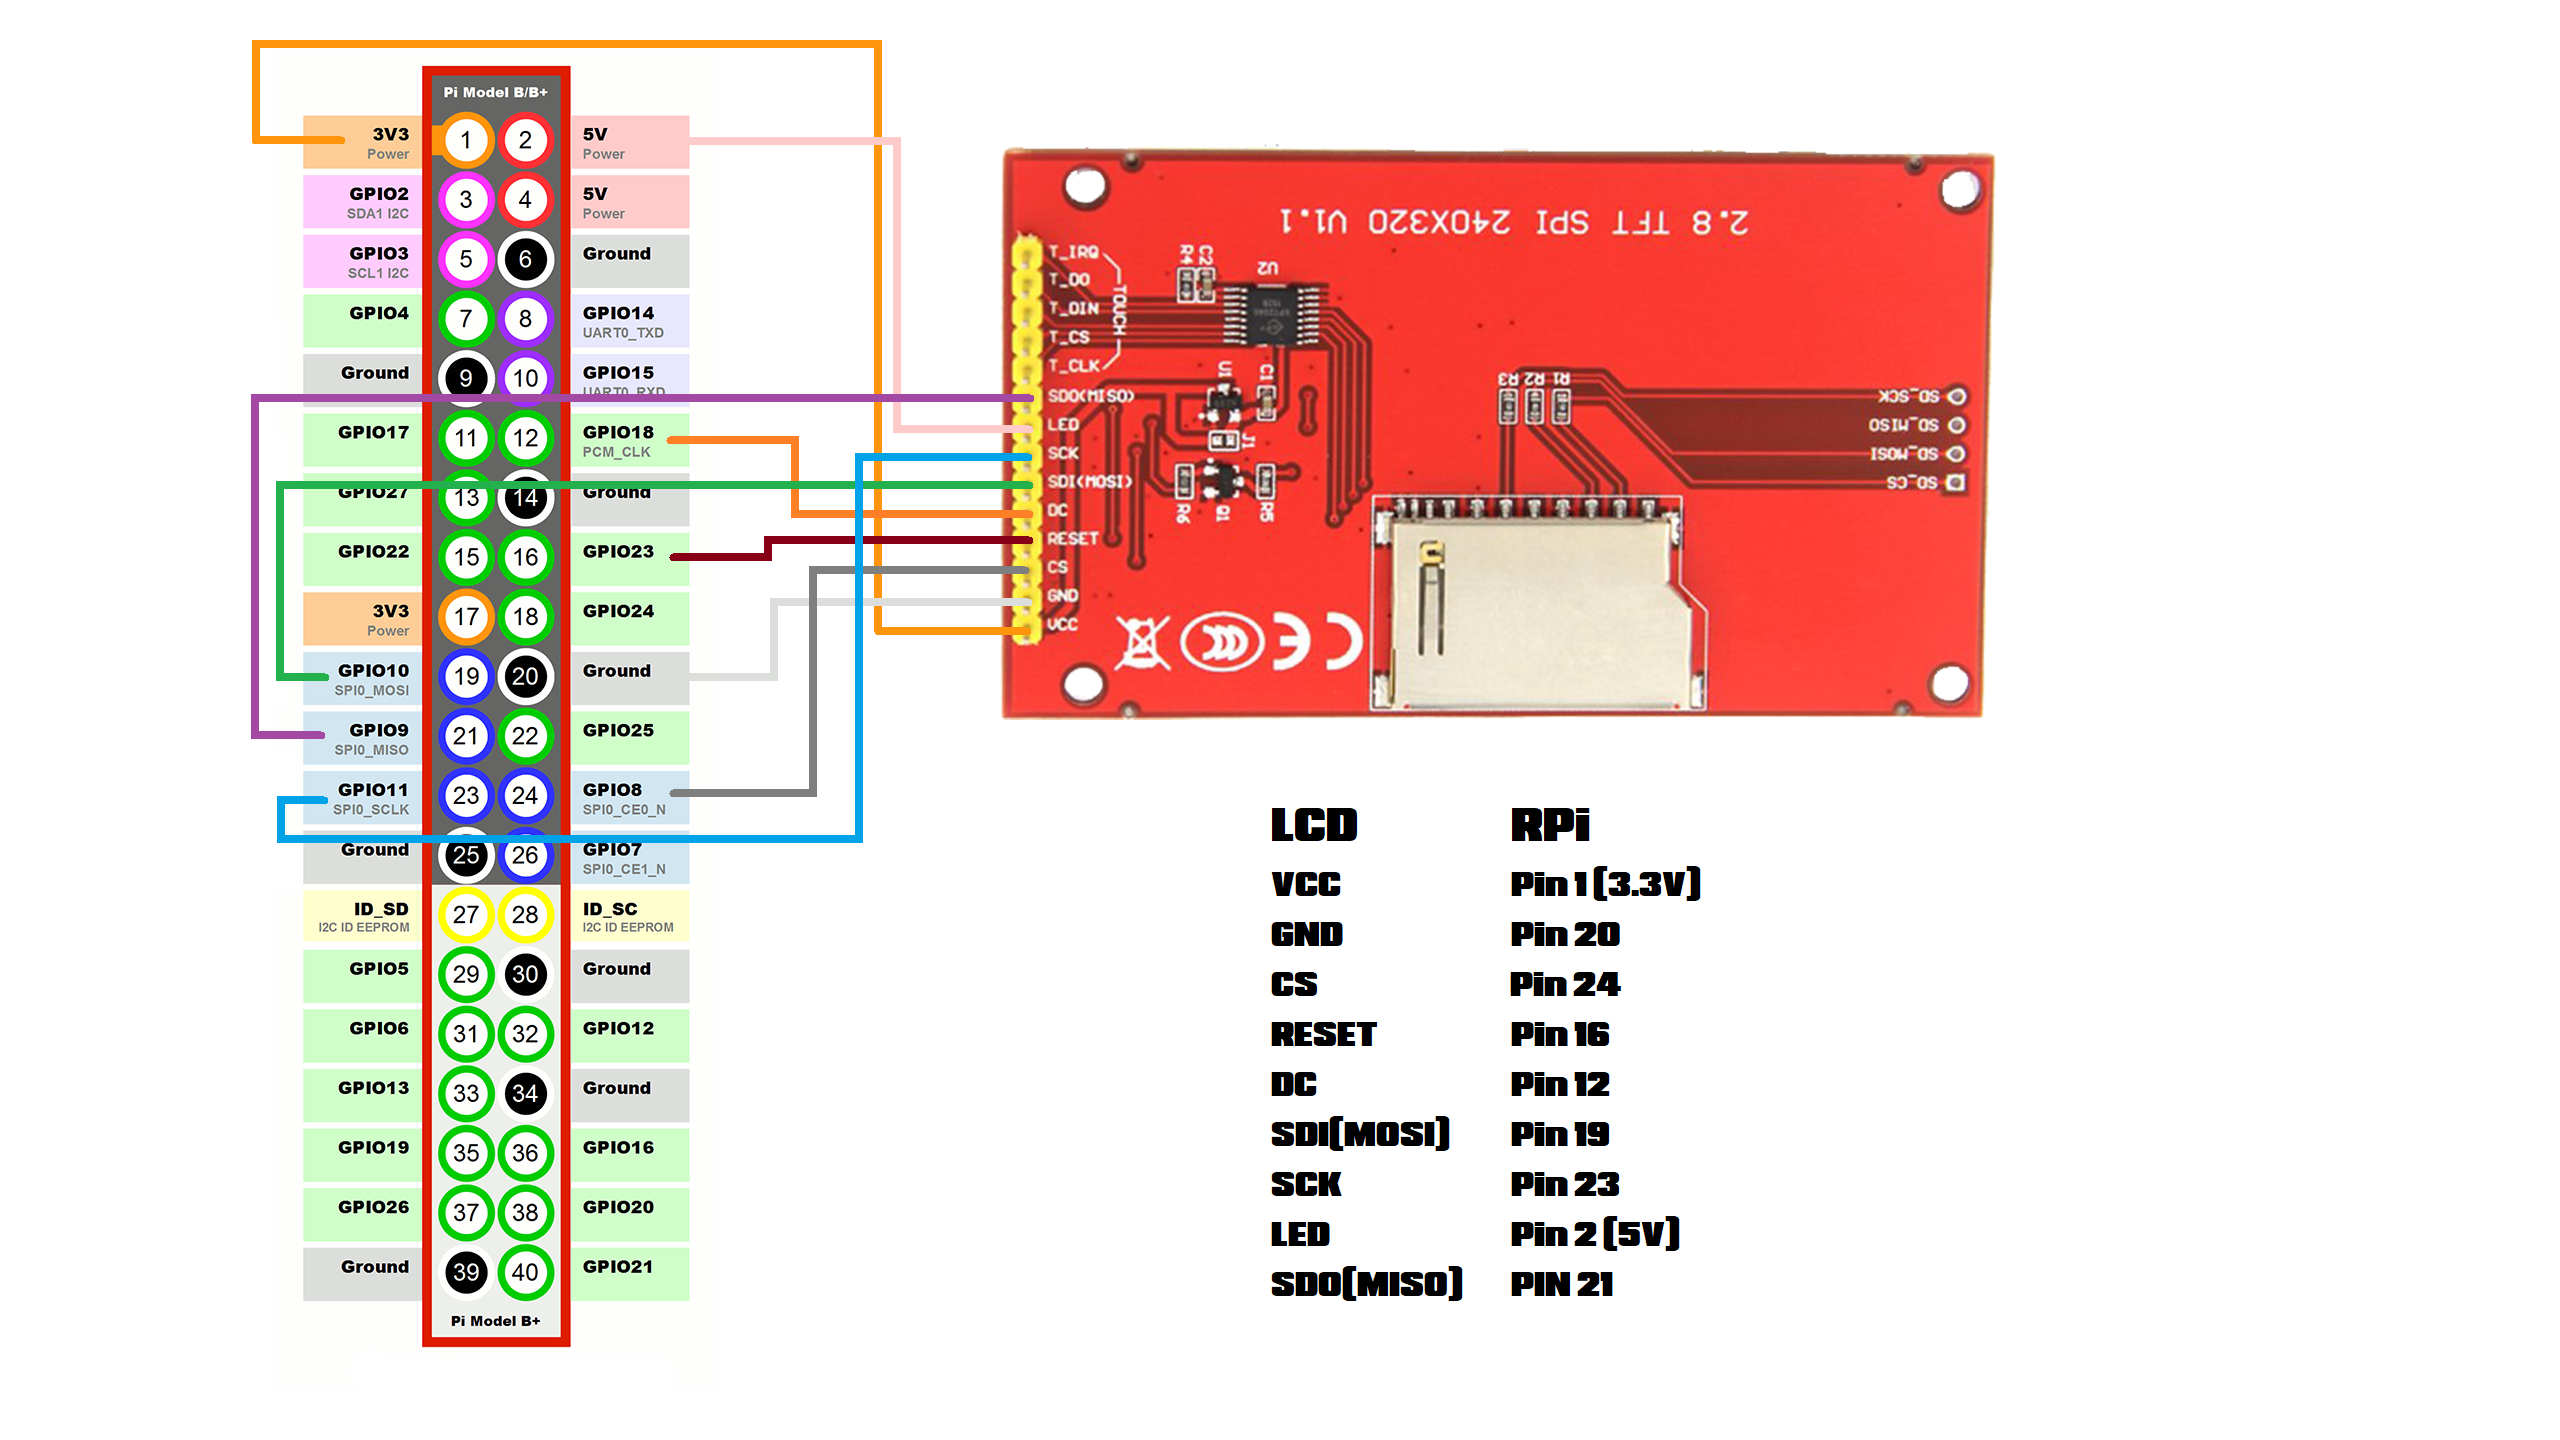 Pi Model B/B+
3V3 Power 1 2 5V Power
GPIO2 SDA1 I2C 3 4 5V Power
GPIO3 SCL1 I2C 5 6 Ground
GPIO4 7 8 GPIO14 UART0_TXD
Ground 9 10 GPIO15 UART0_RXD
GPIO17 11 12 GPIO18 PCM_CLK
GPIO27 13 14 Ground
GPIO22 15 16 GPIO23
3V3 Power 17 18 GPIO24
GPIO10 SPI0_MOSI 19 20 Ground
GPIO9 SPI0_MISO 21 22 GPIO25
GPIO11 SPI0_SCLK 23 24 GPIO8 SPI0_CE0_N
Ground 25 26 GPIO7 SPI0_CE1_N
ID_SD I2C ID EEPROM 27 28 ID_SC I2C ID EEPROM
GPIO5 29 30 Ground
GPIO6 31 32 GPIO12
GPIO13 33 34 Ground
GPIO19 35 36 GPIO16
GPIO26 37 38 GPIO20
Ground 39 40 GPIO21
Pi Model B+
2.8 TFT SPI 240X320 V1.1
T_IRQ
T_DO
T_DIN
T_CS
T_CLK
TOUCH
SDO(MISO)
LED
SCK
SDI(MOSI)
DC
RESET
CS
GND
VCC
R4 C2 U2
U1 C1
J1
R6 Q1 R5
R3 R2 R1
SD_SCK
SD_MISO
SD_MOSI
SD_CS
LCD RPi
VCC Pin 1 (3.3V)
GND Pin 20
CS Pin 24
RESET Pin 16
DC Pin 12
SDI(MOSI) Pin 19
SCK Pin 23
LED Pin 2 (5V)
SDO(MISO) PIN 21